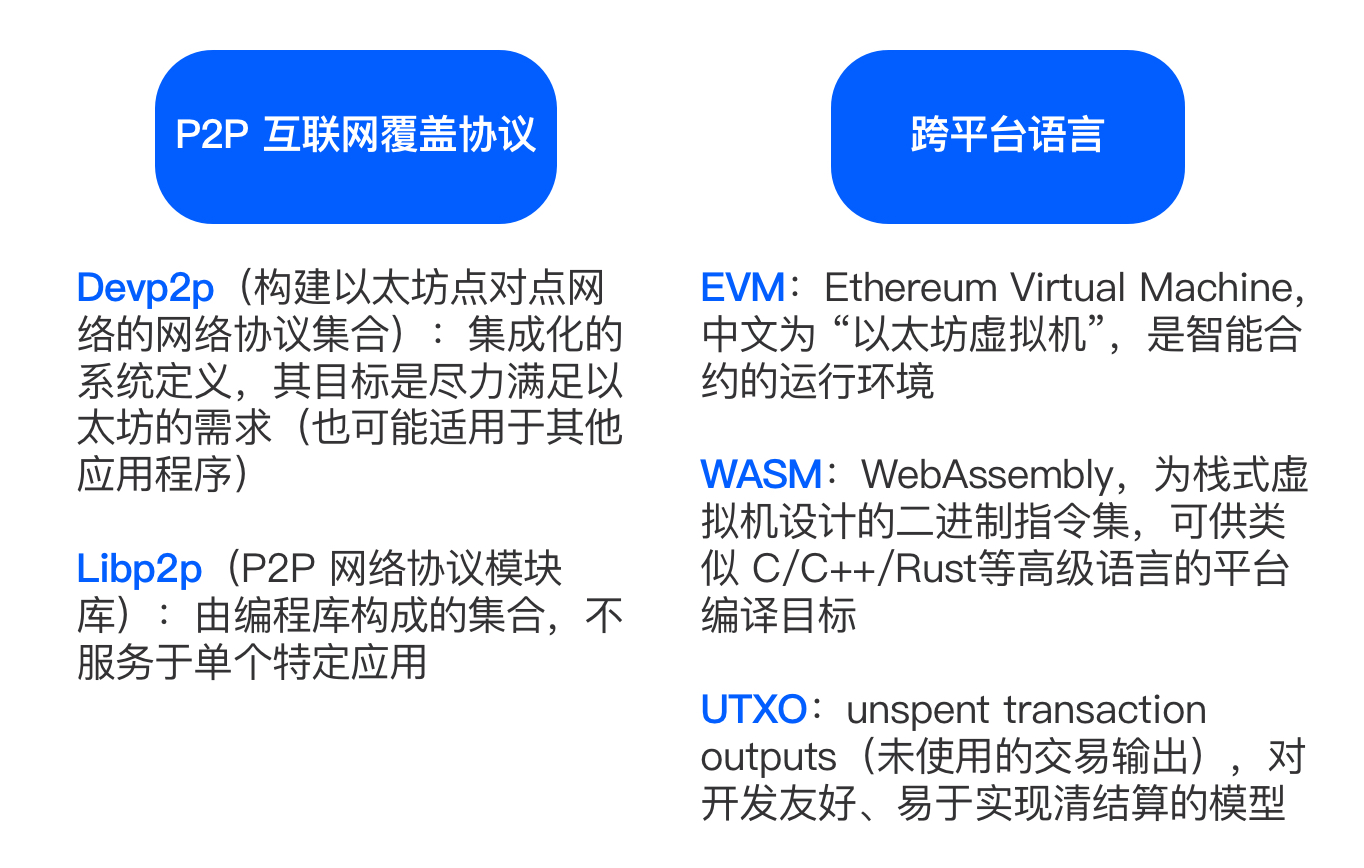 P2P 互联网覆盖协议
Devp2p（构建以太坊点对点网
络的网络协议集合）：集成化的
系统定义，其目标是尽力满足以
太坊的需求（也可能适用于其他
应用程序）
Libp2p（P2P 网络协议模块
库）：由编程库构成的集合，不
服务于单个特定应用
跨平台语言
EVM：Ethereum Virtual Machine，
中文为 “以太坊虚拟机”，是智能合
约的运行环境
WASM：WebAssembly，为栈式虚
拟机设计的二进制指令集，可供类
似 C/C++/Rust等高级语言的平台
编译目标
UTXO：unspent transaction
outputs（未使用的交易输出），对
开发友好、易于实现清结算的模型